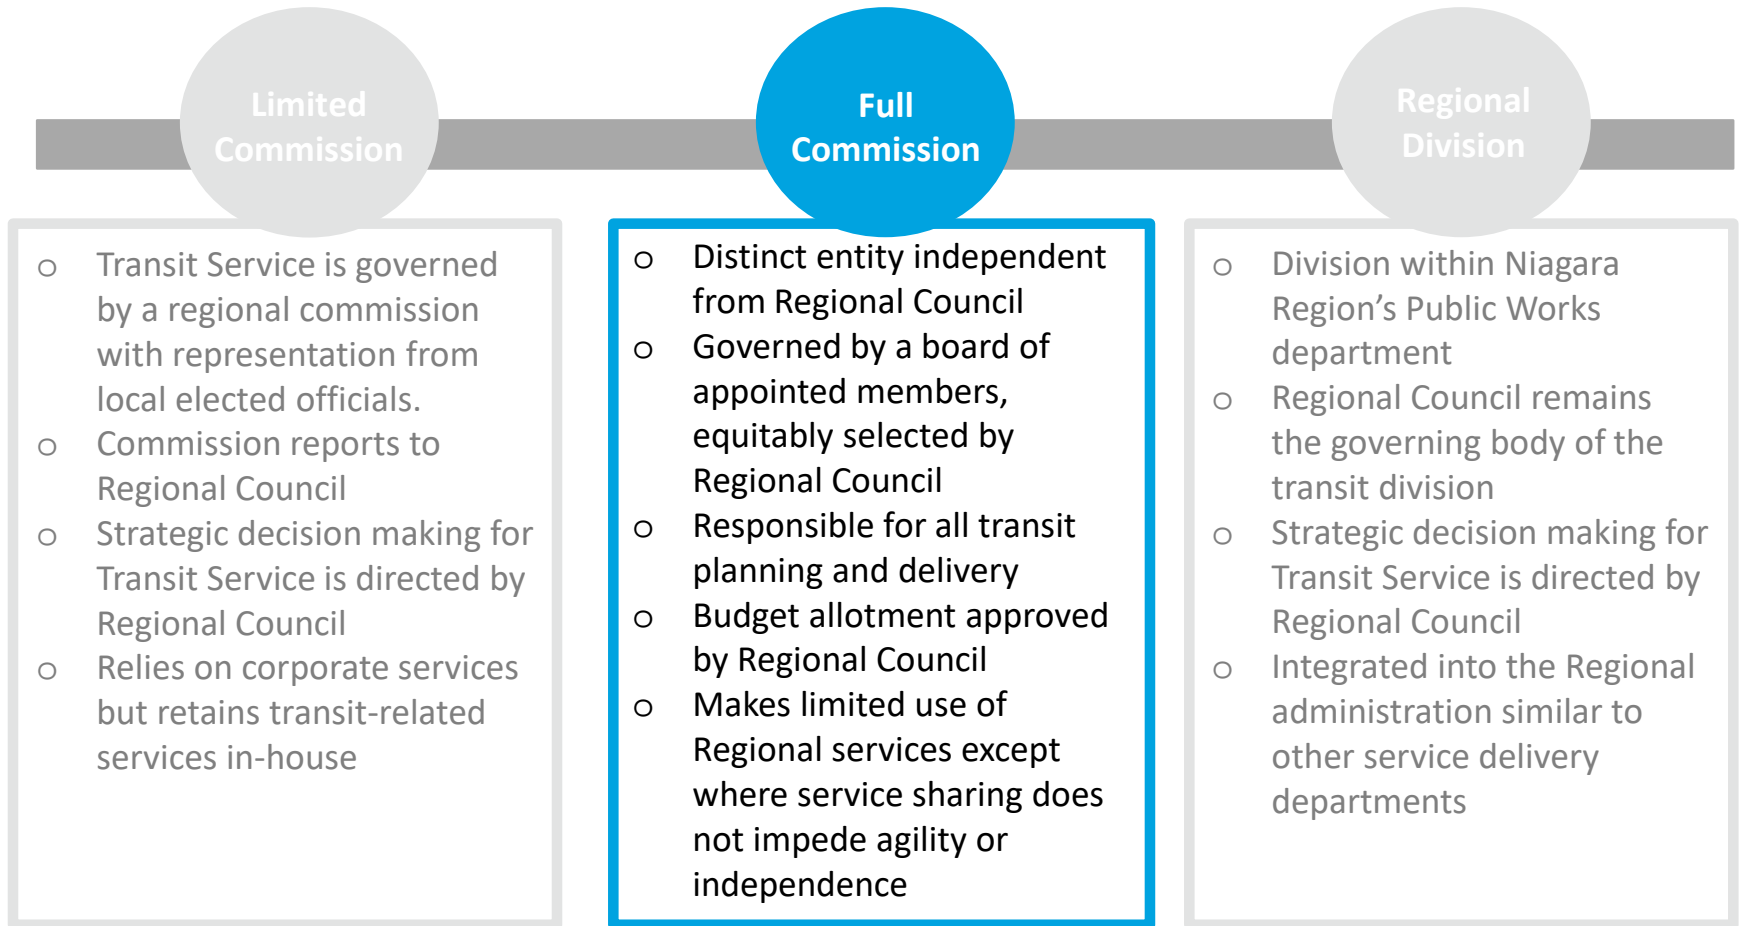 Limited
Commission
○ Transit Service is governed
by a regional commission
with representation from
local elected officials.
○ Commission reports to
Regional Council
○ Strategic decision making for
Transit Service is directed by
Regional Council
○ Relies on corporate services
but retains transit-related
services in-house
Full
Commission
○ Distinct entity independent
from Regional Council
○ Governed by a board of
appointed members,
equitably selected by
Regional Council
○ Responsible for all transit
planning and delivery
○ Budget allotment approved
by Regional Council
○ Makes limited use of
Regional services except
where service sharing does
not impede agility or
independence
Regional
Division
○ Division within Niagara
Region’s Public Works
department
○ Regional Council remains
the governing body of the
transit division
○ Strategic decision making for
Transit Service is directed by
Regional Council
○ Integrated into the Regional
administration similar to
other service delivery
departments